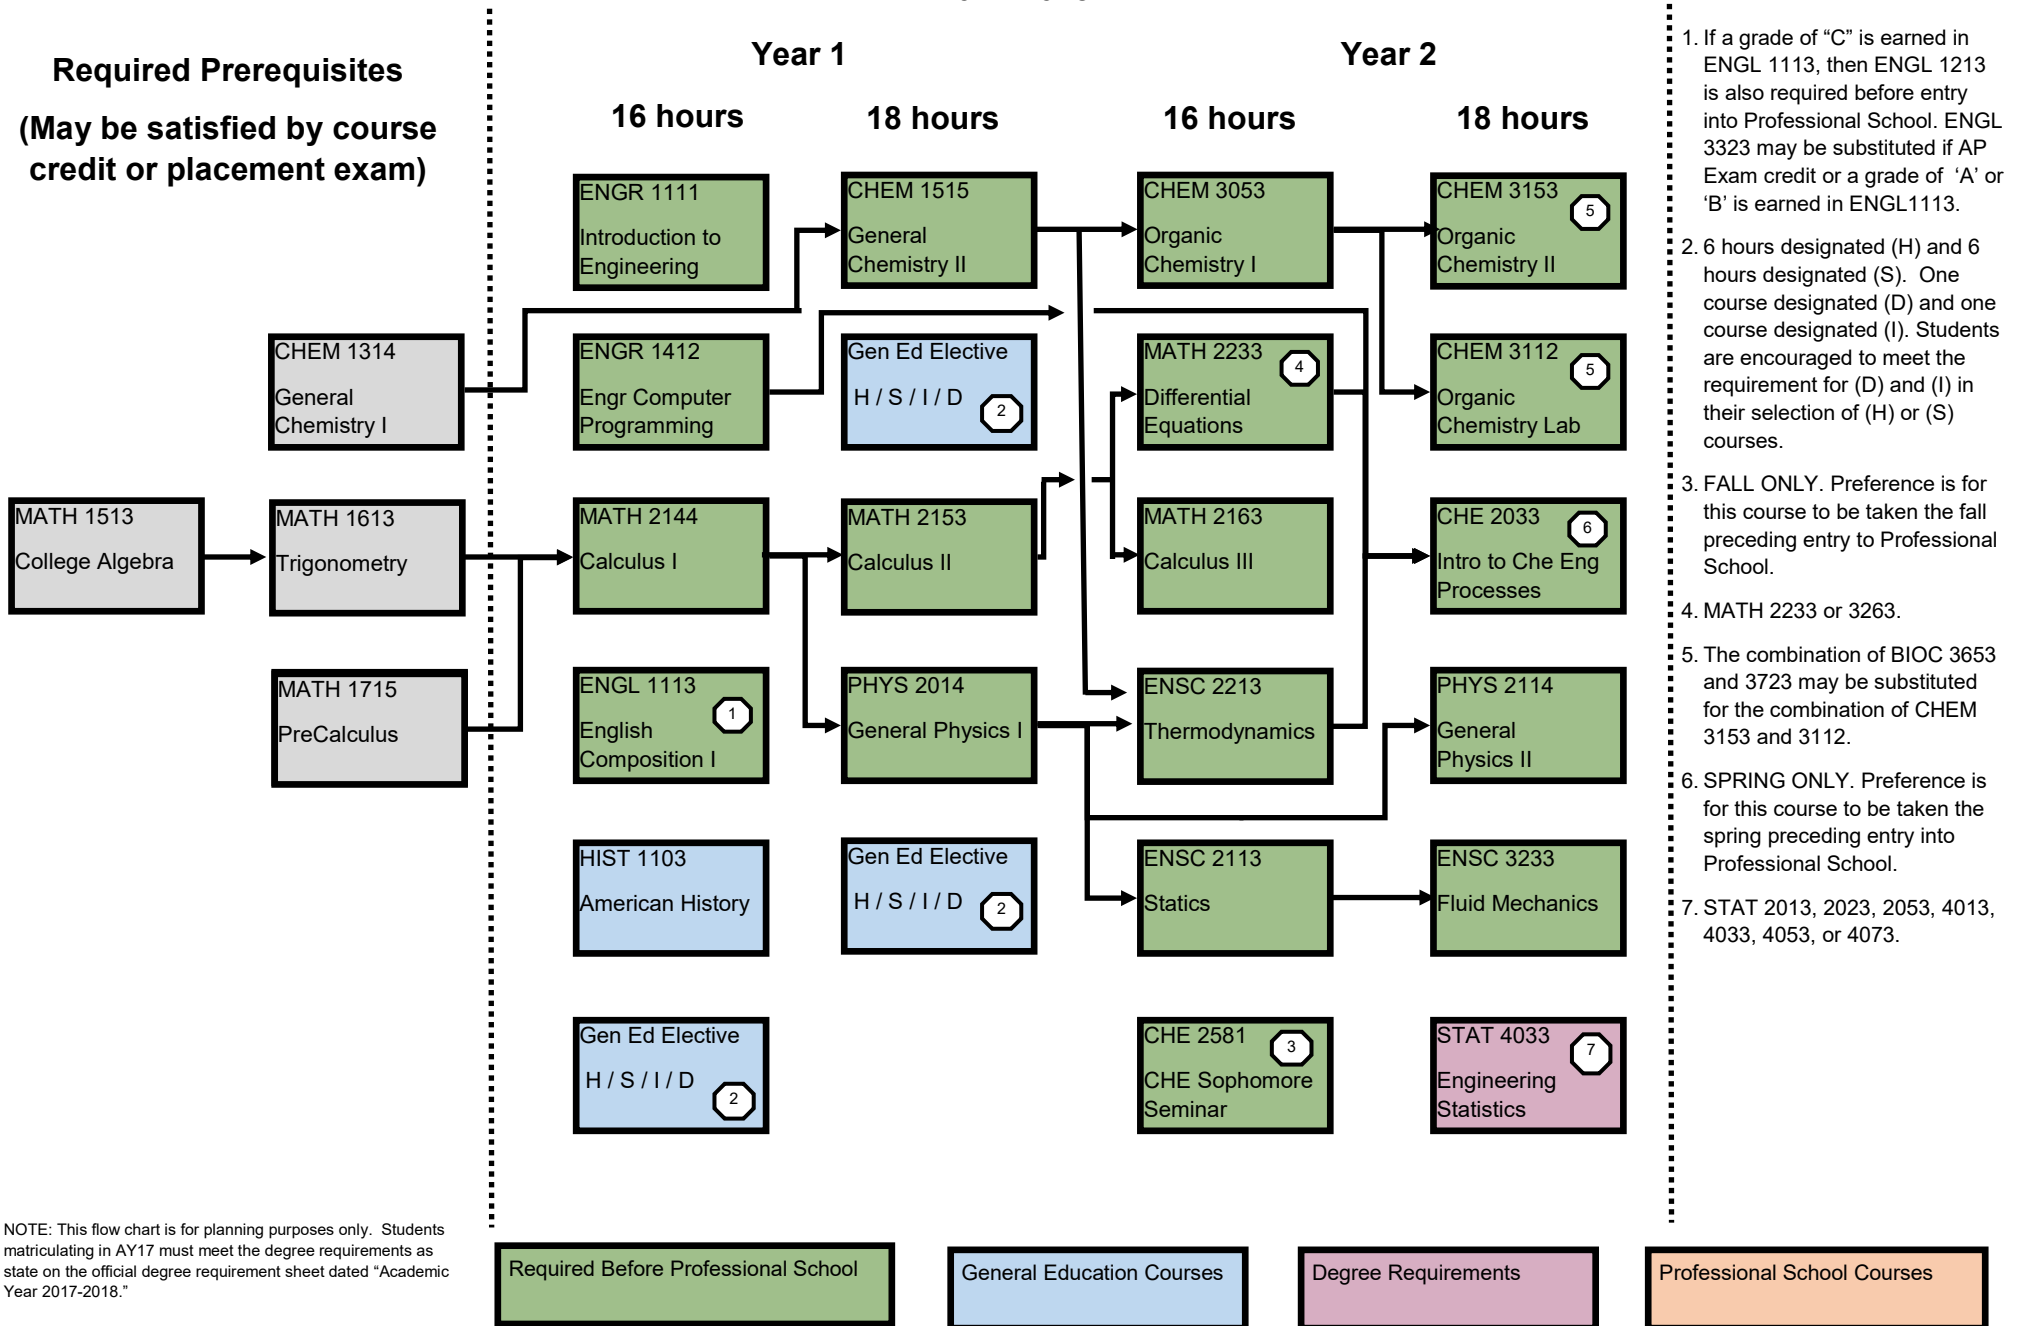 Required Prerequisites
(May be satisfied by course
credit or placement exam)
Year 1
Year 2
16 hours
18 hours
16 hours
18 hours
CHEM 1314
General
Chemistry I
MATH 1513
College Algebra
MATH 1613
Trigonometry
MATH 1715
PreCalculus
ENGR 1111
Introduction to
Engineering
ENGR 1412
Engr Computer
Programming
MATH 2144
Calculus I
ENGL 1113
1
English
Composition I
HIST 1103
American History
Gen Ed Elective
H / S / I / D
2
CHEM 1515
General
Chemistry II
Gen Ed Elective
H / S / I / D
2
MATH 2153
Calculus II
PHYS 2014
General Physics I
Gen Ed Elective
H / S / I / D
2
CHEM 3053
Organic
Chemistry I
MATH 2233
4
Differential
Equations
MATH 2163
Calculus III
ENSC 2213
Thermodynamics
ENSC 2113
Statics
CHE 2581
3
CHE Sophomore
Seminar
CHEM 3153
5
Organic
Chemistry II
CHEM 3112
5
Organic
Chemistry Lab
CHE 2033
6
Intro to Che Eng
Processes
PHYS 2114
General
Physics II
ENSC 3233
Fluid Mechanics
STAT 4033
7
Engineering
Statistics
1. If a grade of “C” is earned in
ENGL 1113, then ENGL 1213
is also required before entry
into Professional School. ENGL
3323 may be substituted if AP
Exam credit or a grade of ‘A’ or
‘B’ is earned in ENGL1113.
2. 6 hours designated (H) and 6
hours designated (S). One
course designated (D) and one
course designated (I). Students
are encouraged to meet the
requirement for (D) and (I) in
their selection of (H) or (S)
courses.
3. FALL ONLY. Preference is for
this course to be taken the fall
preceding entry to Professional
School.
4. MATH 2233 or 3263.
5. The combination of BIOC 3653
and 3723 may be substituted
for the combination of CHEM
3153 and 3112.
6. SPRING ONLY. Preference is
for this course to be taken the
spring preceding entry into
Professional School.
7. STAT 2013, 2023, 2053, 4013,
4033, 4053, or 4073.
NOTE: This flow chart is for planning purposes only. Students
matriculating in AY17 must meet the degree requirements as
state on the official degree requirement sheet dated “Academic
Year 2017-2018.”
Required Before Professional School
General Education Courses
Degree Requirements
Professional School Courses